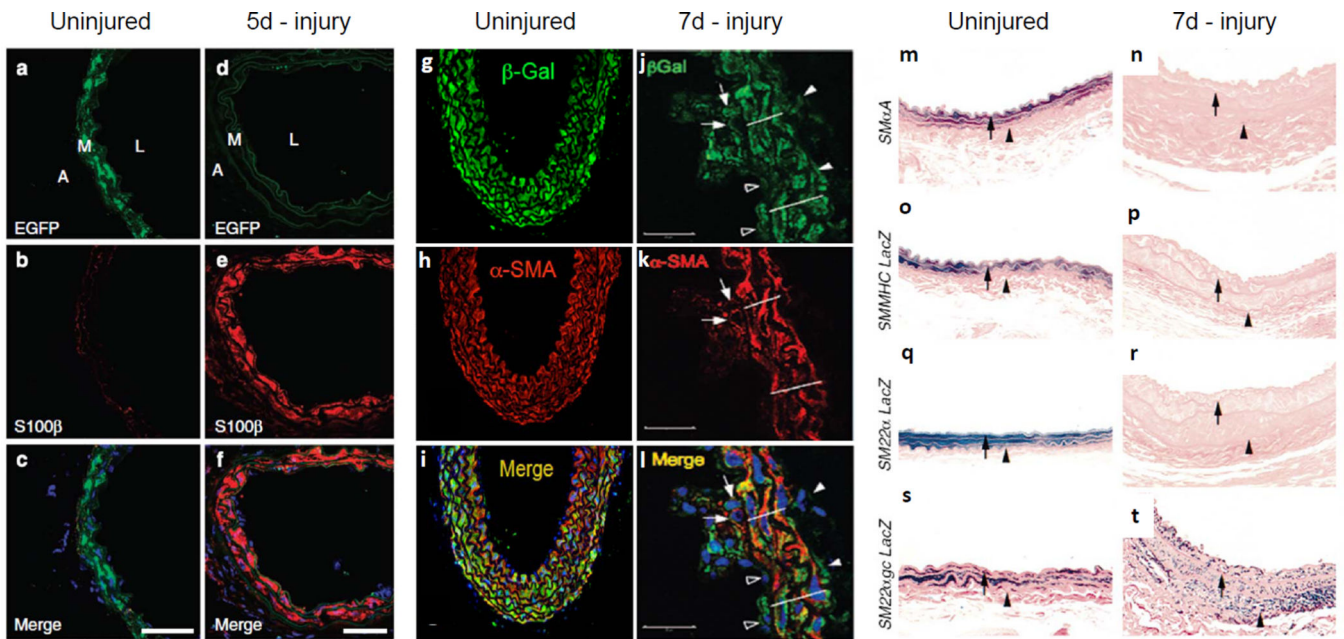 Uninjured
5d - injury
Uninjured
7d - injury
Uninjured
7d - injury
a
M
L
A
EGFP
d
M
L
A
EGFP
g
β-Gal
j
βGal
m
SMαA
n
b
S100β
e
S100β
h
α-SMA
k
α-SMA
o
SMMHC LacZ
p
c
Merge
f
Merge
i
Merge
l
Merge
q
SM22α LacZ
r
s
SM22αgc LacZ
t